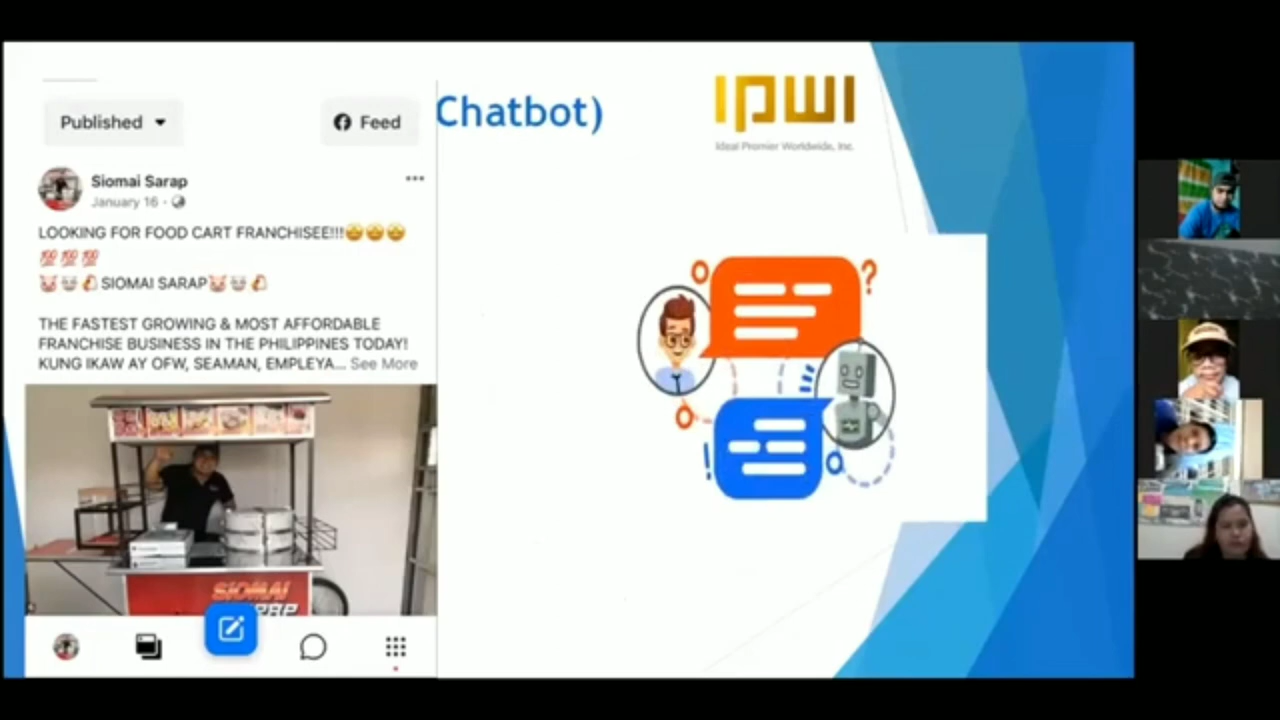 Published
Feed
Siomai Sarap
January 16 ·
LOOKING FOR FOOD CART FRANCHISEE!!!🤩🤩🤩
💯💯💯
SIOMAI SARAP
THE FASTEST GROWING & MOST AFFORDABLE
FRANCHISE BUSINESS IN THE PHILIPPINES TODAY!
KUNG IKAW AY OFW, SEAMAN, EMPLEYA... See More
SIOMAI
Chatbot)
IPWI
Ideal Premier Worldwide, Inc.
?
!